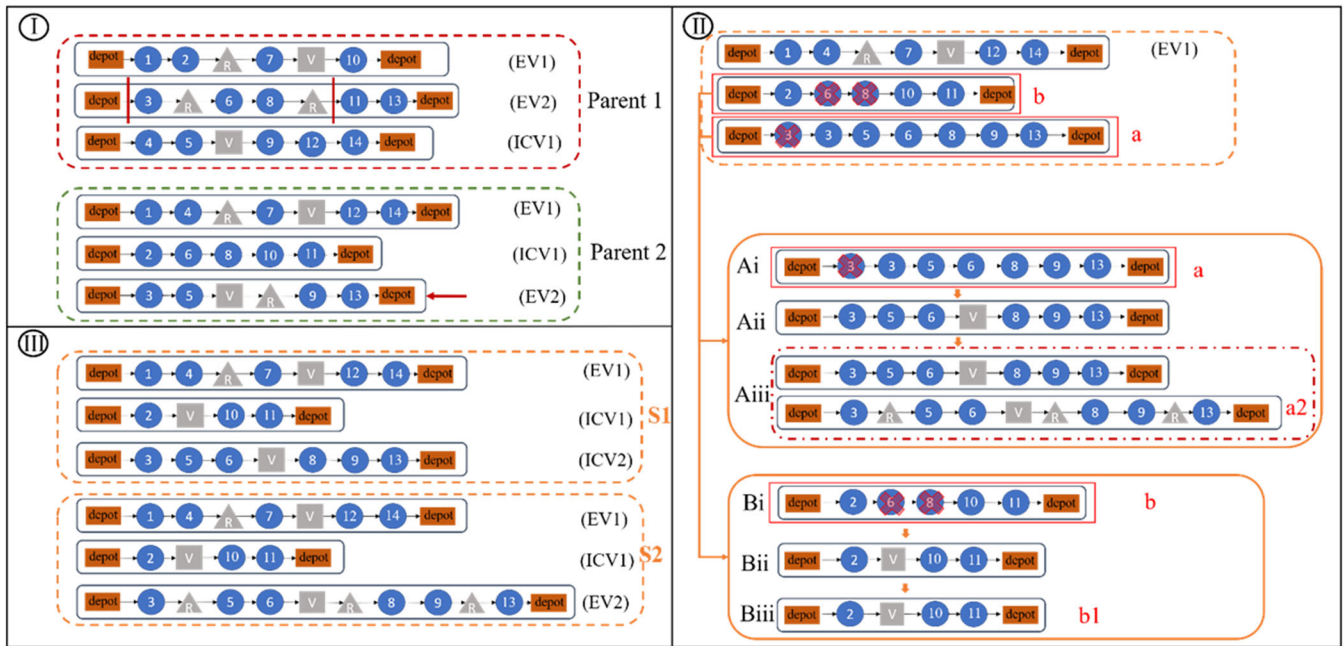 I
depot 1 2 R 7 V 10 depot (EV1)
depot 3 R 6 8 R 11 13 depot (EV2) Parent 1
depot 4 5 V 9 12 14 depot (ICV1)
depot 1 4 R 7 V 12 14 depot (EV1)
depot 2 6 8 10 11 depot (ICV1) Parent 2
depot 3 5 V R 9 13 depot (EV2)
III
depot 1 4 R 7 V 12 14 depot (EV1)
depot 2 V 10 11 depot (ICV1) S1
depot 3 5 6 V 8 9 13 depot (ICV2)
depot 1 4 R 7 V 12 14 depot (EV1)
depot 2 V 10 11 depot (ICV1) S2
depot 3 R 5 6 V R 8 9 R 13 depot (EV2)
II
depot 1 4 R 7 V 12 14 depot (EV1)
depot 2 6 8 10 11 depot b
depot 3 3 5 6 8 9 13 depot a
Ai depot 3 3 5 6 8 9 13 depot a
Aii depot 3 5 6 V 8 9 13 depot
Aiii depot 3 5 6 V 8 9 13 depot
depot 3 R 5 6 V R 8 9 R 13 depot a2
Bi depot 2 6 8 10 11 depot b
Bii depot 2 V 10 11 depot
Biii depot 2 V 10 11 depot b1